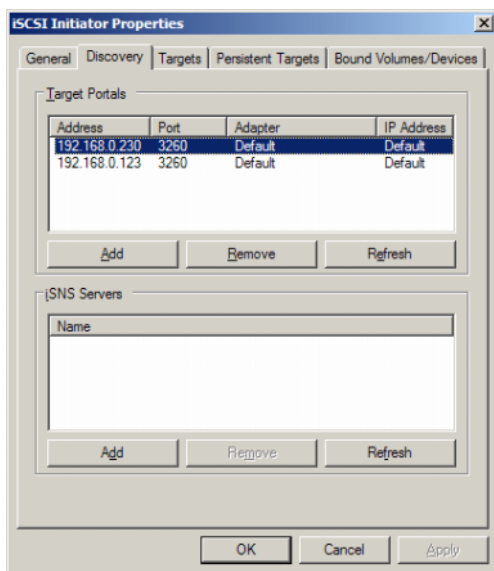 iSCSI Initiator Properties
General Discovery Targets Persistent Targets Bound Volumes/Devices
Target Portals
Address Port Adapter IP Address
192.168.0.230 3260 Default Default
192.168.0.123 3260 Default Default
Add Remove Refresh
iSNS Servers
Name
Add Remove Refresh
OK Cancel Apply